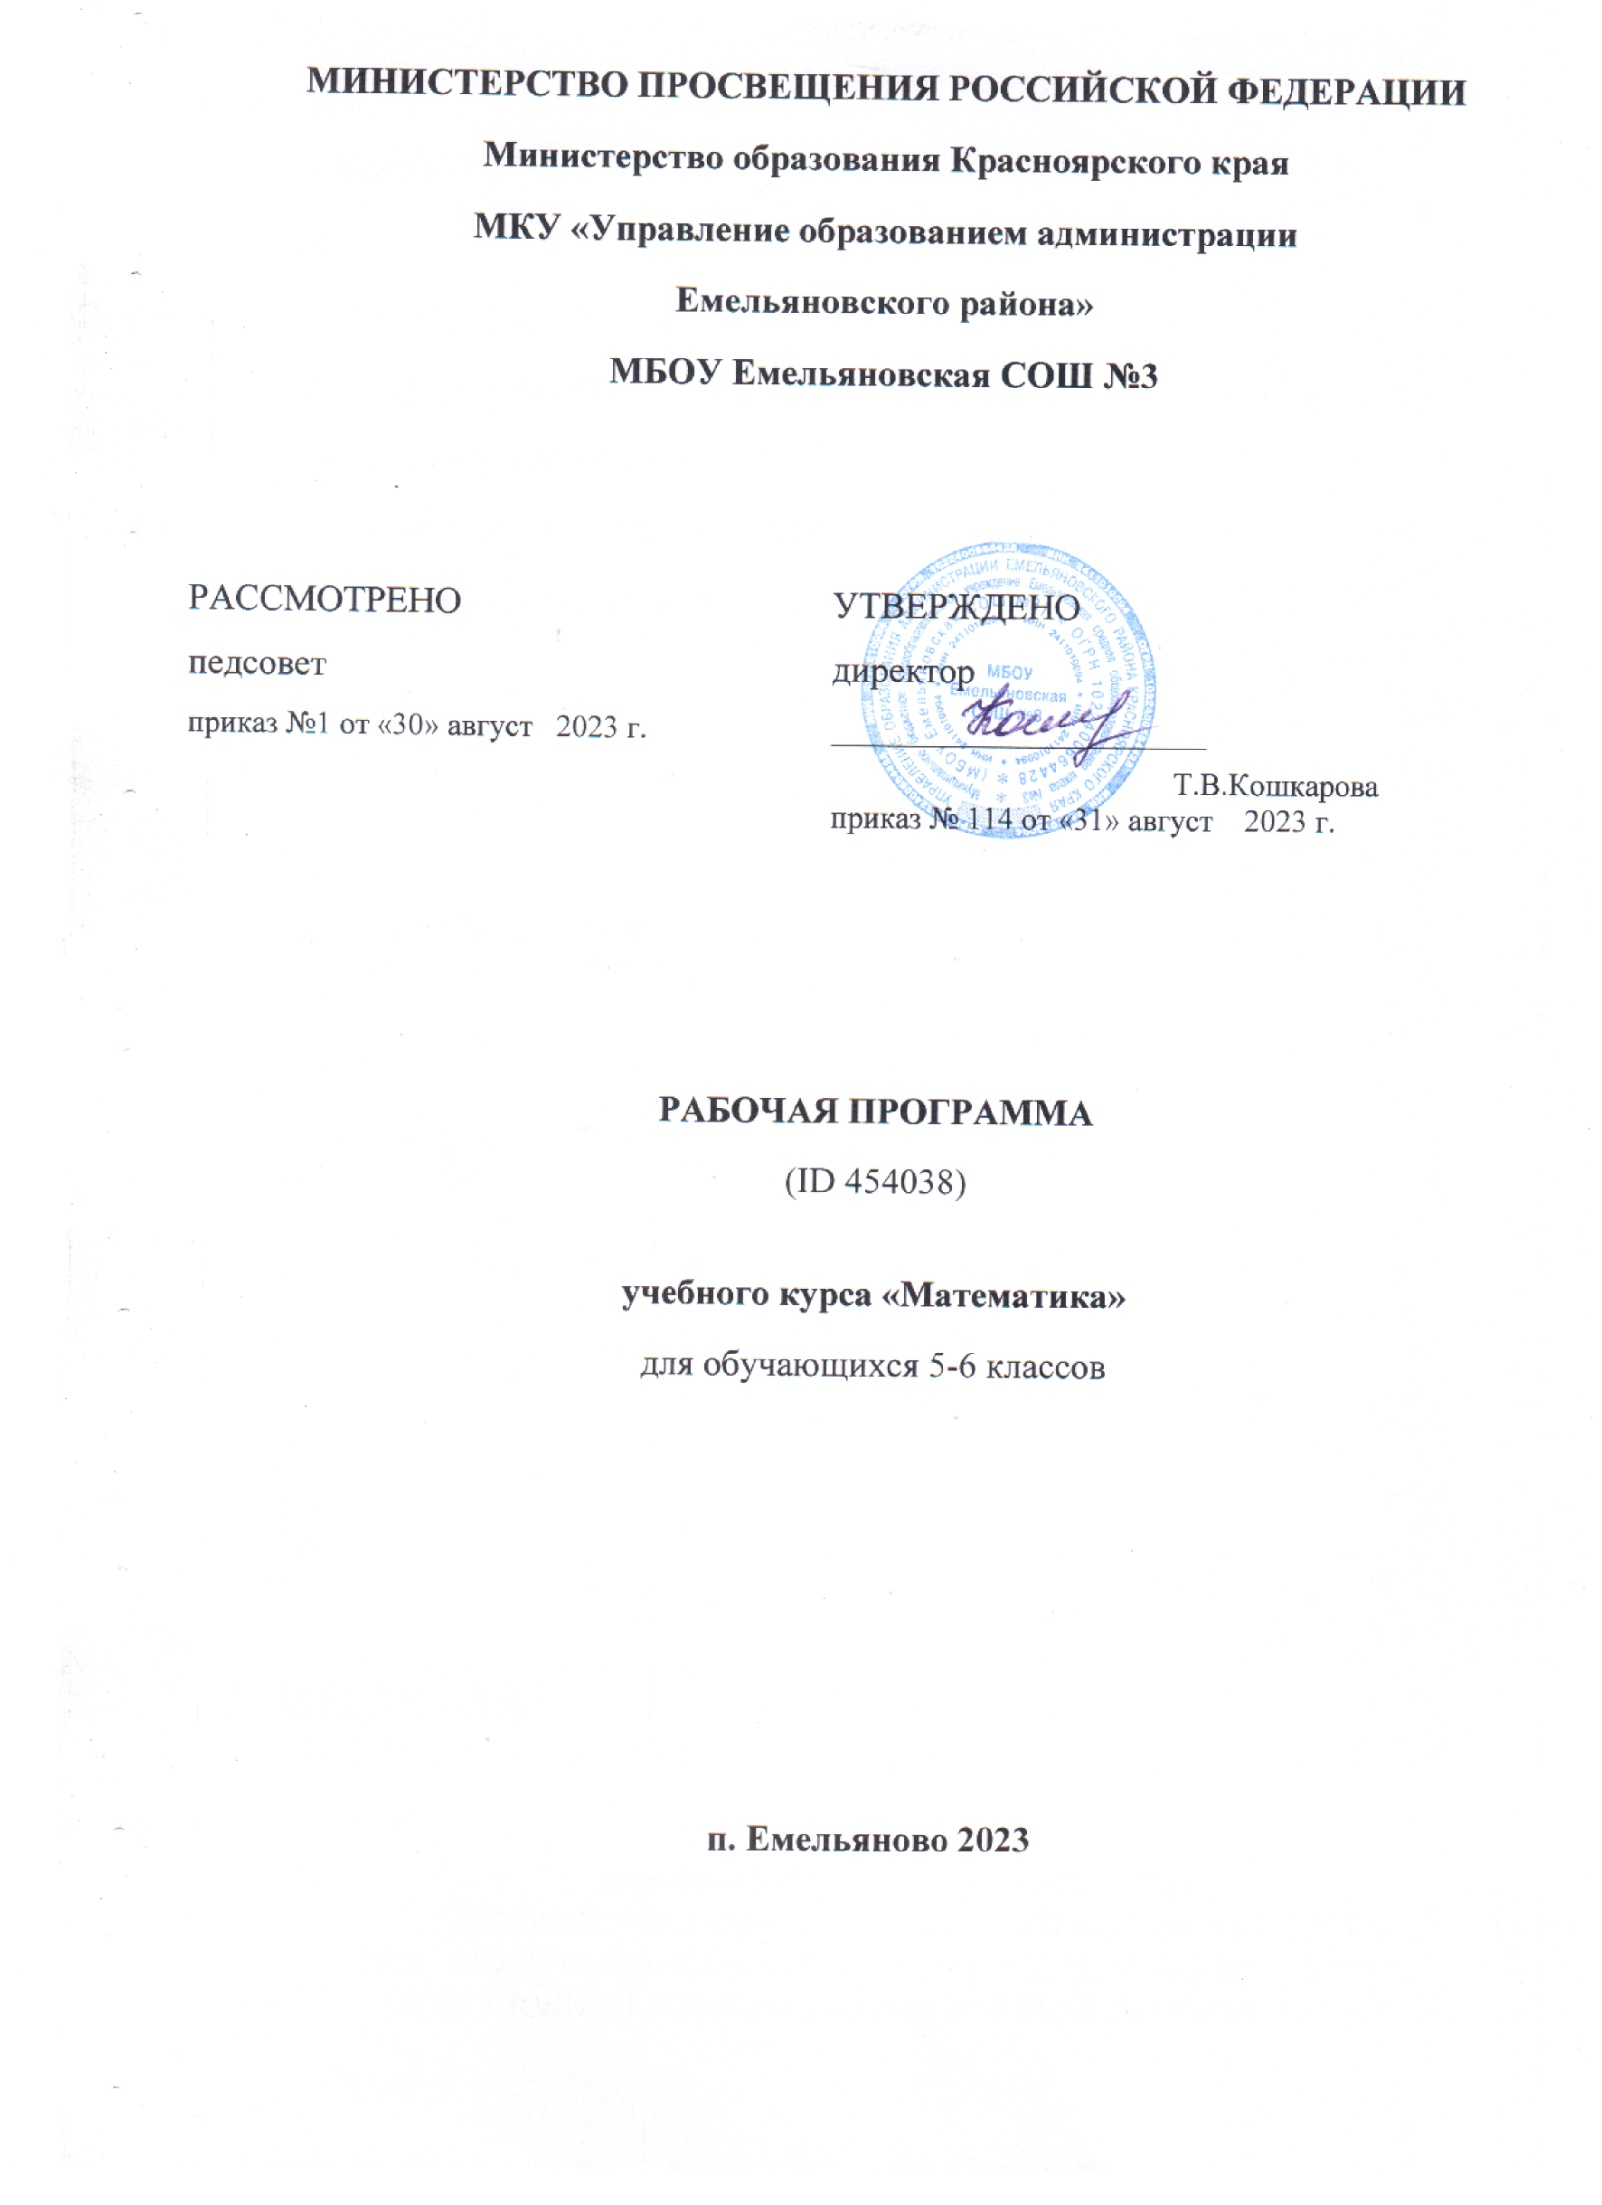 МИНИСТЕРСТВО ПРОСВЕЩЕНИЯ РОССИЙСКОЙ ФЕДЕРАЦИИ
Министерство образования Красноярского края
МКУ «Управление образованием администрации
Емельяновского района»
МБОУ Емельяновская СОШ №3
РАССМОТРЕНО
педсовет
приказ №1 от «30» август 2023 г.
УТВЕРЖДЕНО
директор
МБОУ
Емельяновская
Т.В.Кошкарова
приказ № 114 от «31» август 2023 г.
РАБОЧАЯ ПРОГРАММА
(ID 454038)
учебного курса «Математика»
для обучающихся 5-6 классов
п. Емельяново 2023